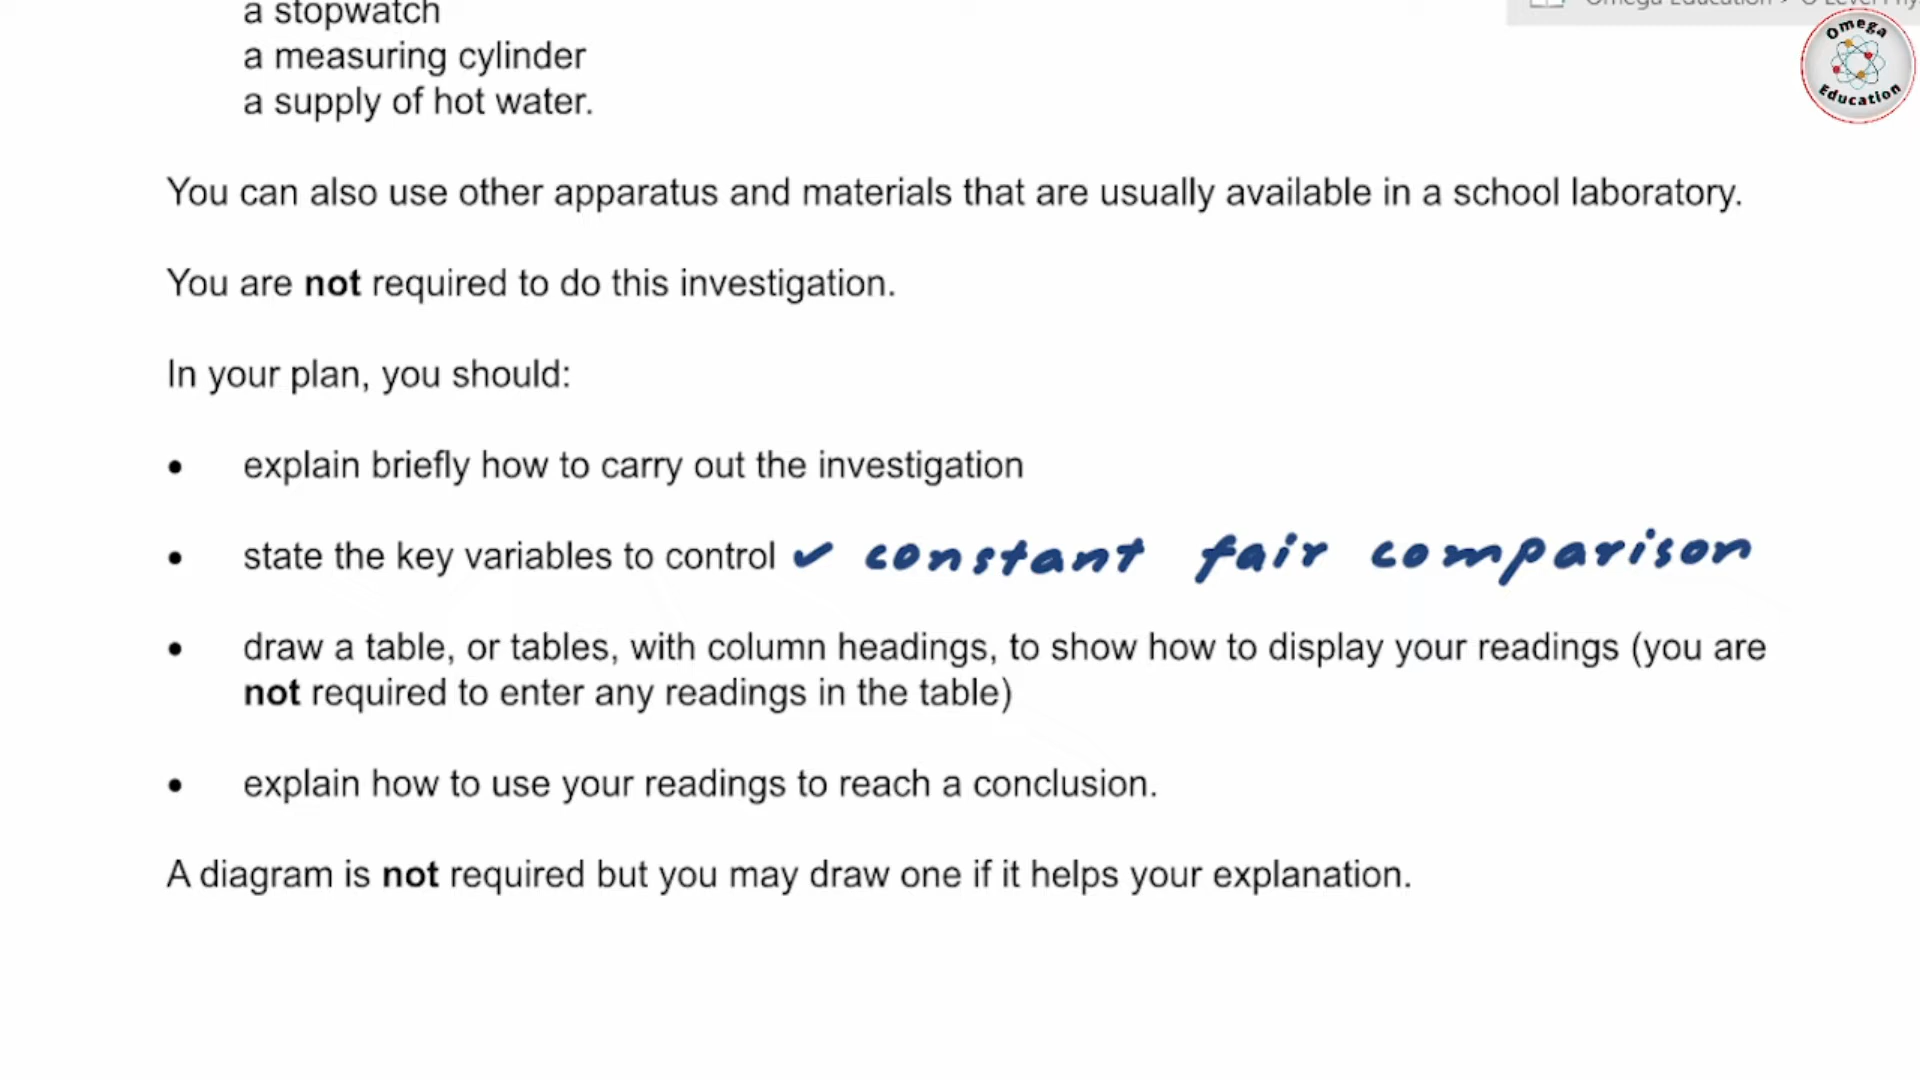 a stopwatch
a measuring cylinder
a supply of hot water.
Omega
Education
You can also use other apparatus and materials that are usually available in a school laboratory.
You are not required to do this investigation.
In your plan, you should:
• explain briefly how to carry out the investigation
• state the key variables to control ✓ constant fair comparison
• draw a table, or tables, with column headings, to show how to display your readings (you are
not required to enter any readings in the table)
• explain how to use your readings to reach a conclusion.
A diagram is not required but you may draw one if it helps your explanation.